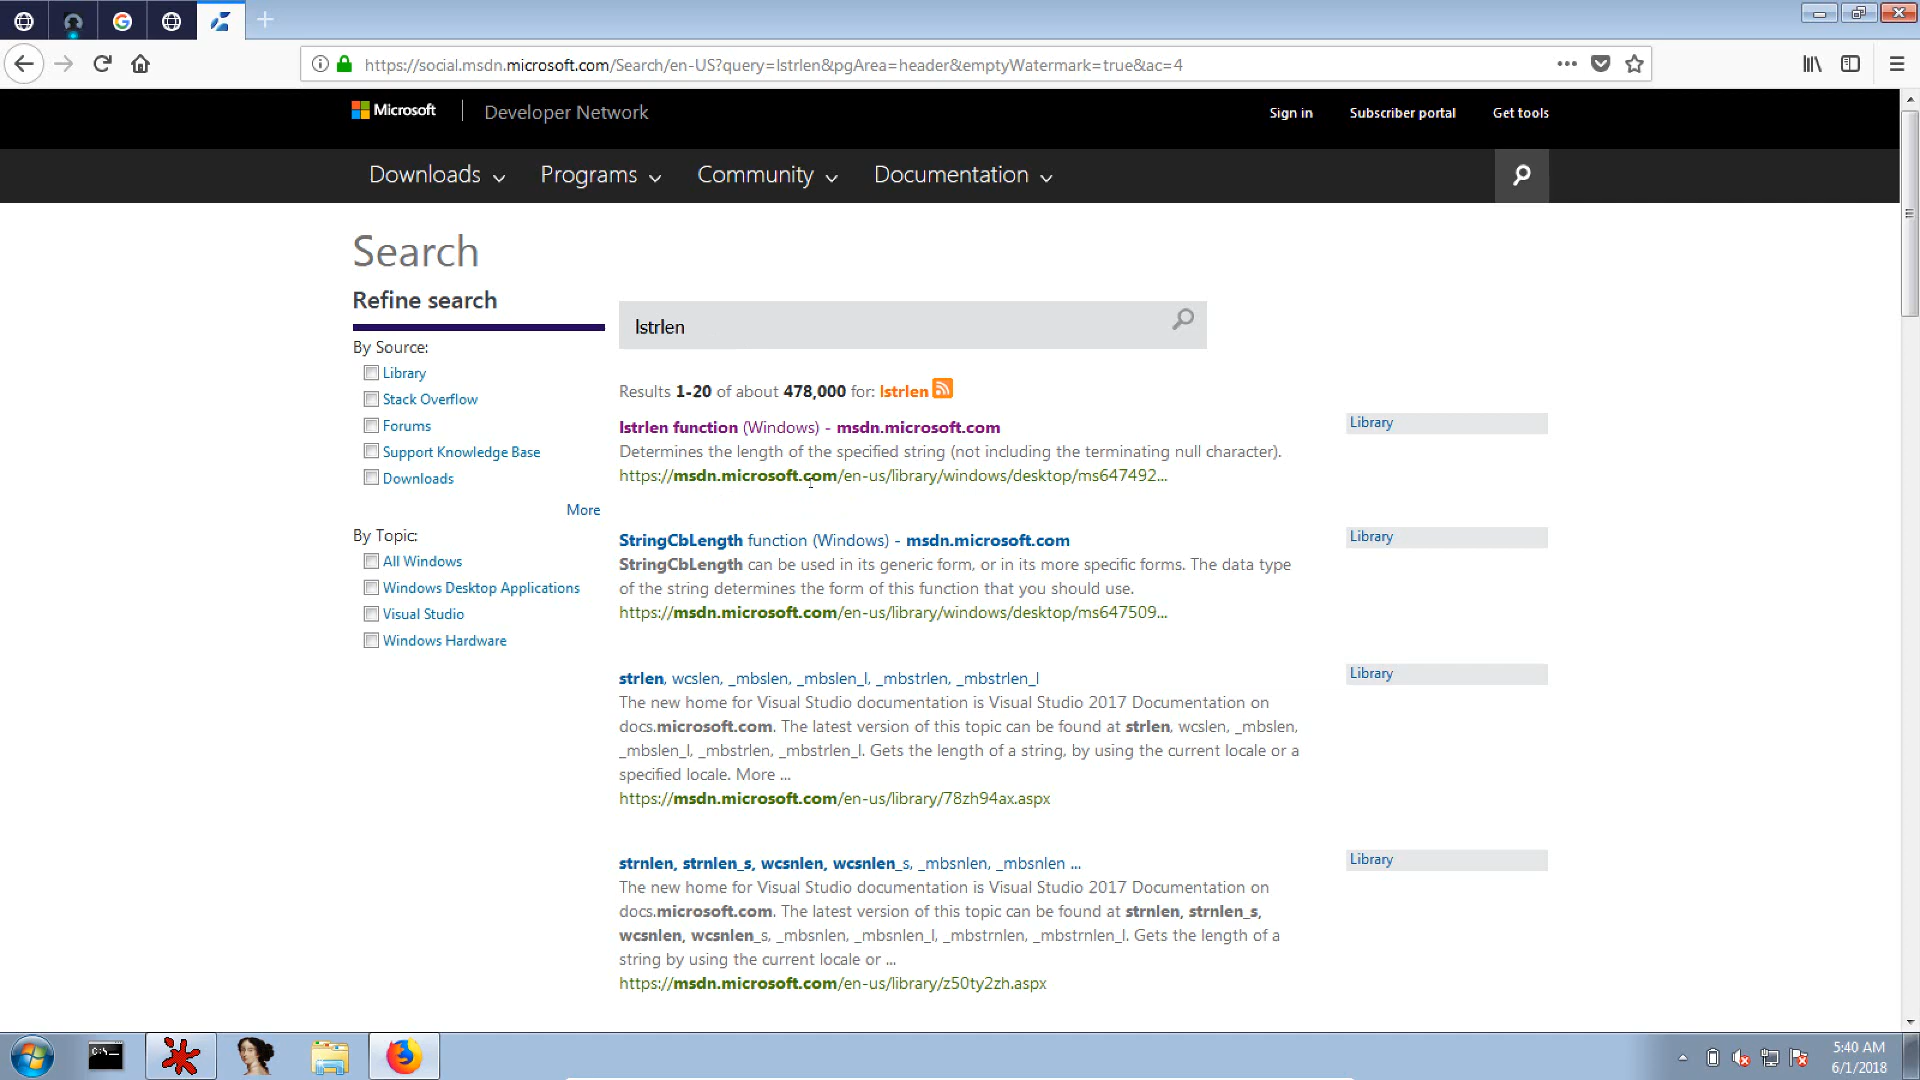 https://social.msdn.microsoft.com/Search/en-US?query=lstrlen&pgArea=header&emptyWatermark=true&ac=4
Microsoft
Developer Network
Sign in
Subscriber portal
Get tools
Downloads
Programs
Community
Documentation
Search
Refine search
lstrlen
By Source:
Library
Stack Overflow
Forums
Support Knowledge Base
Downloads
More
By Topic:
All Windows
Windows Desktop Applications
Visual Studio
Windows Hardware
Results 1-20 of about 478,000 for: lstrlen
lstrlen function (Windows) - msdn.microsoft.com
Library
Determines the length of the specified string (not including the terminating null character).
https://msdn.microsoft.com/en-us/library/windows/desktop/ms647492...
StringCbLength function (Windows) - msdn.microsoft.com
Library
StringCbLength can be used in its generic form, or in its more specific forms. The data type
of the string determines the form of this function that you should use.
https://msdn.microsoft.com/en-us/library/windows/desktop/ms647509...
strlen, wcslen, _mbslen, _mbslen_l, _mbstrlen, _mbstrlen_l
Library
The new home for Visual Studio documentation is Visual Studio 2017 Documentation on
docs.microsoft.com. The latest version of this topic can be found at strlen, wcslen, _mbslen,
_mbslen_l, _mbstrlen, _mbstrlen_l. Gets the length of a string, by using the current locale or a
specified locale. More ...
https://msdn.microsoft.com/en-us/library/78zh94ax.aspx
strnlen, strnlen_s, wcsnlen, wcsnlen_s, _mbsnlen, _mbsnlen ...
Library
The new home for Visual Studio documentation is Visual Studio 2017 Documentation on
docs.microsoft.com. The latest version of this topic can be found at strnlen, strnlen_s,
wcsnlen, wcsnlen_s, _mbsnlen, _mbsnlen_l, _mbstrnlen, _mbstrnlen_l. Gets the length of a
string by using the current locale or ...
https://msdn.microsoft.com/en-us/library/z50ty2zh.aspx
C:\_
5:40 AM
6/1/2018